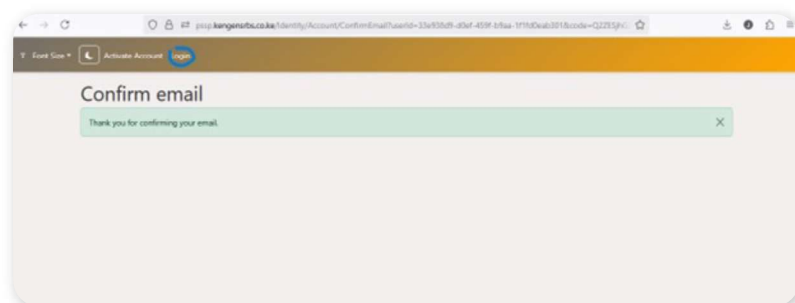 pssp.kengensrbs.co.ke/Identity/Account/ConfirmEmail?userId=
Font Size Activate Account Login
Confirm email
Thank you for confirming your email.